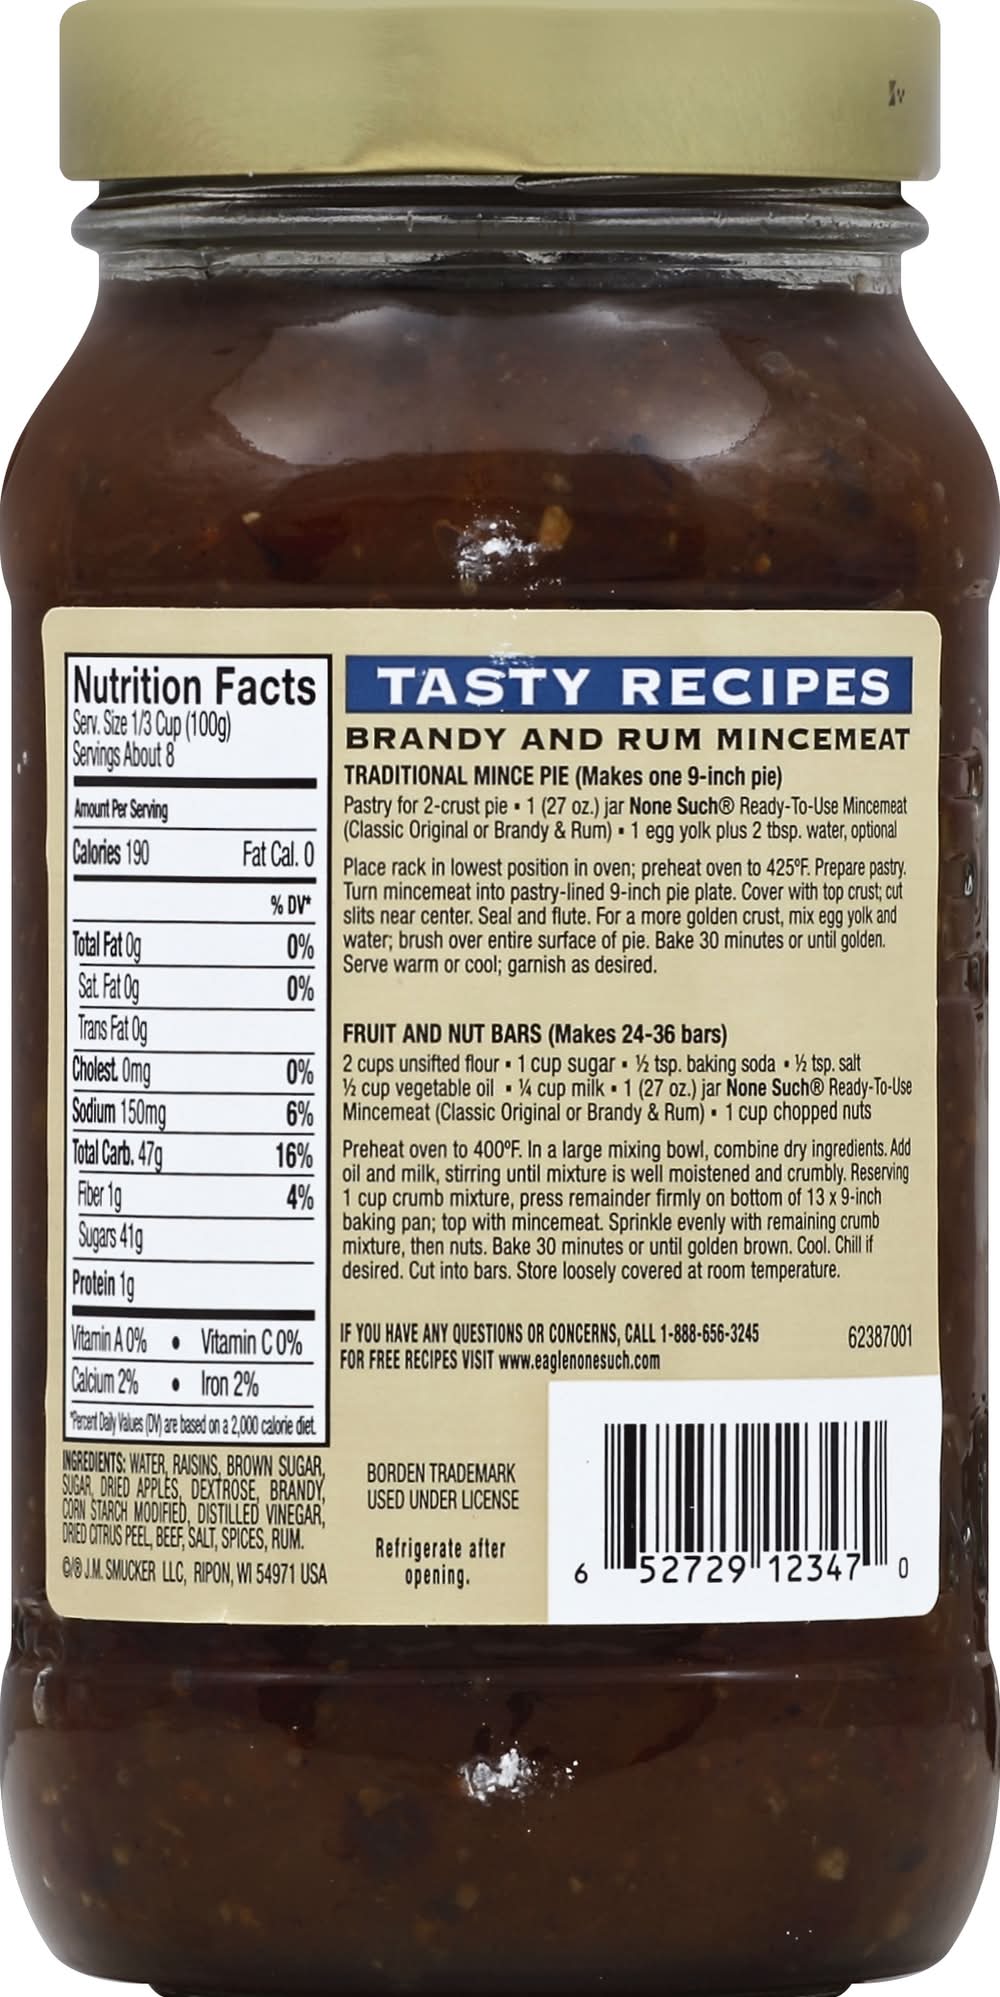 Nutrition Facts
Serv. Size 1/3 Cup (100g)
Servings About 8
Amount Per Serving
Calories 190 Fat Cal. 0
% DV*
Total Fat 0g 0%
Sat. Fat 0g 0%
Trans Fat 0g
Cholest. 0mg 0%
Sodium 150mg 6%
Total Carb. 47g 16%
Fiber 1g 4%
Sugars 41g
Protein 1g
Vitamin A 0% • Vitamin C 0%
Calcium 2% • Iron 2%
*Percent Daily Values (DV) are based on a 2,000 calorie diet.
INGREDIENTS: WATER, RAISINS, BROWN SUGAR,
SUGAR, DRIED APPLES, DEXTROSE, BRANDY,
CORN STARCH MODIFIED, DISTILLED VINEGAR,
DRIED CITRUS PEEL, BEEF, SALT, SPICES, RUM.
©/® J.M. SMUCKER LLC, RIPON, WI 54971 USA
TASTY RECIPES
BRANDY AND RUM MINCEMEAT
TRADITIONAL MINCE PIE (Makes one 9-inch pie)
Pastry for 2-crust pie ▪ 1 (27 oz.) jar None Such® Ready-To-Use Mincemeat
(Classic Original or Brandy & Rum) ▪ 1 egg yolk plus 2 tbsp. water, optional
Place rack in lowest position in oven; preheat oven to 425ºF. Prepare pastry.
Turn mincemeat into pastry-lined 9-inch pie plate. Cover with top crust; cut
slits near center. Seal and flute. For a more golden crust, mix egg yolk and
water; brush over entire surface of pie. Bake 30 minutes or until golden.
Serve warm or cool; garnish as desired.
FRUIT AND NUT BARS (Makes 24-36 bars)
2 cups unsifted flour ▪ 1 cup sugar ▪ ½ tsp. baking soda ▪ ½ tsp. salt
½ cup vegetable oil ▪ ¼ cup milk ▪ 1 (27 oz.) jar None Such® Ready-To-Use
Mincemeat (Classic Original or Brandy & Rum) ▪ 1 cup chopped nuts
Preheat oven to 400ºF. In a large mixing bowl, combine dry ingredients. Add
oil and milk, stirring until mixture is well moistened and crumbly. Reserving
1 cup crumb mixture, press remainder firmly on bottom of 13 x 9-inch
baking pan; top with mincemeat. Sprinkle evenly with remaining crumb
mixture, then nuts. Bake 30 minutes or until golden brown. Cool. Chill if
desired. Cut into bars. Store loosely covered at room temperature.
IF YOU HAVE ANY QUESTIONS OR CONCERNS, CALL 1-888-656-3245
FOR FREE RECIPES VISIT www.eaglenonesuch.com
62387001
BORDEN TRADEMARK
USED UNDER LICENSE
Refrigerate after
opening.
6 52729 12347 0